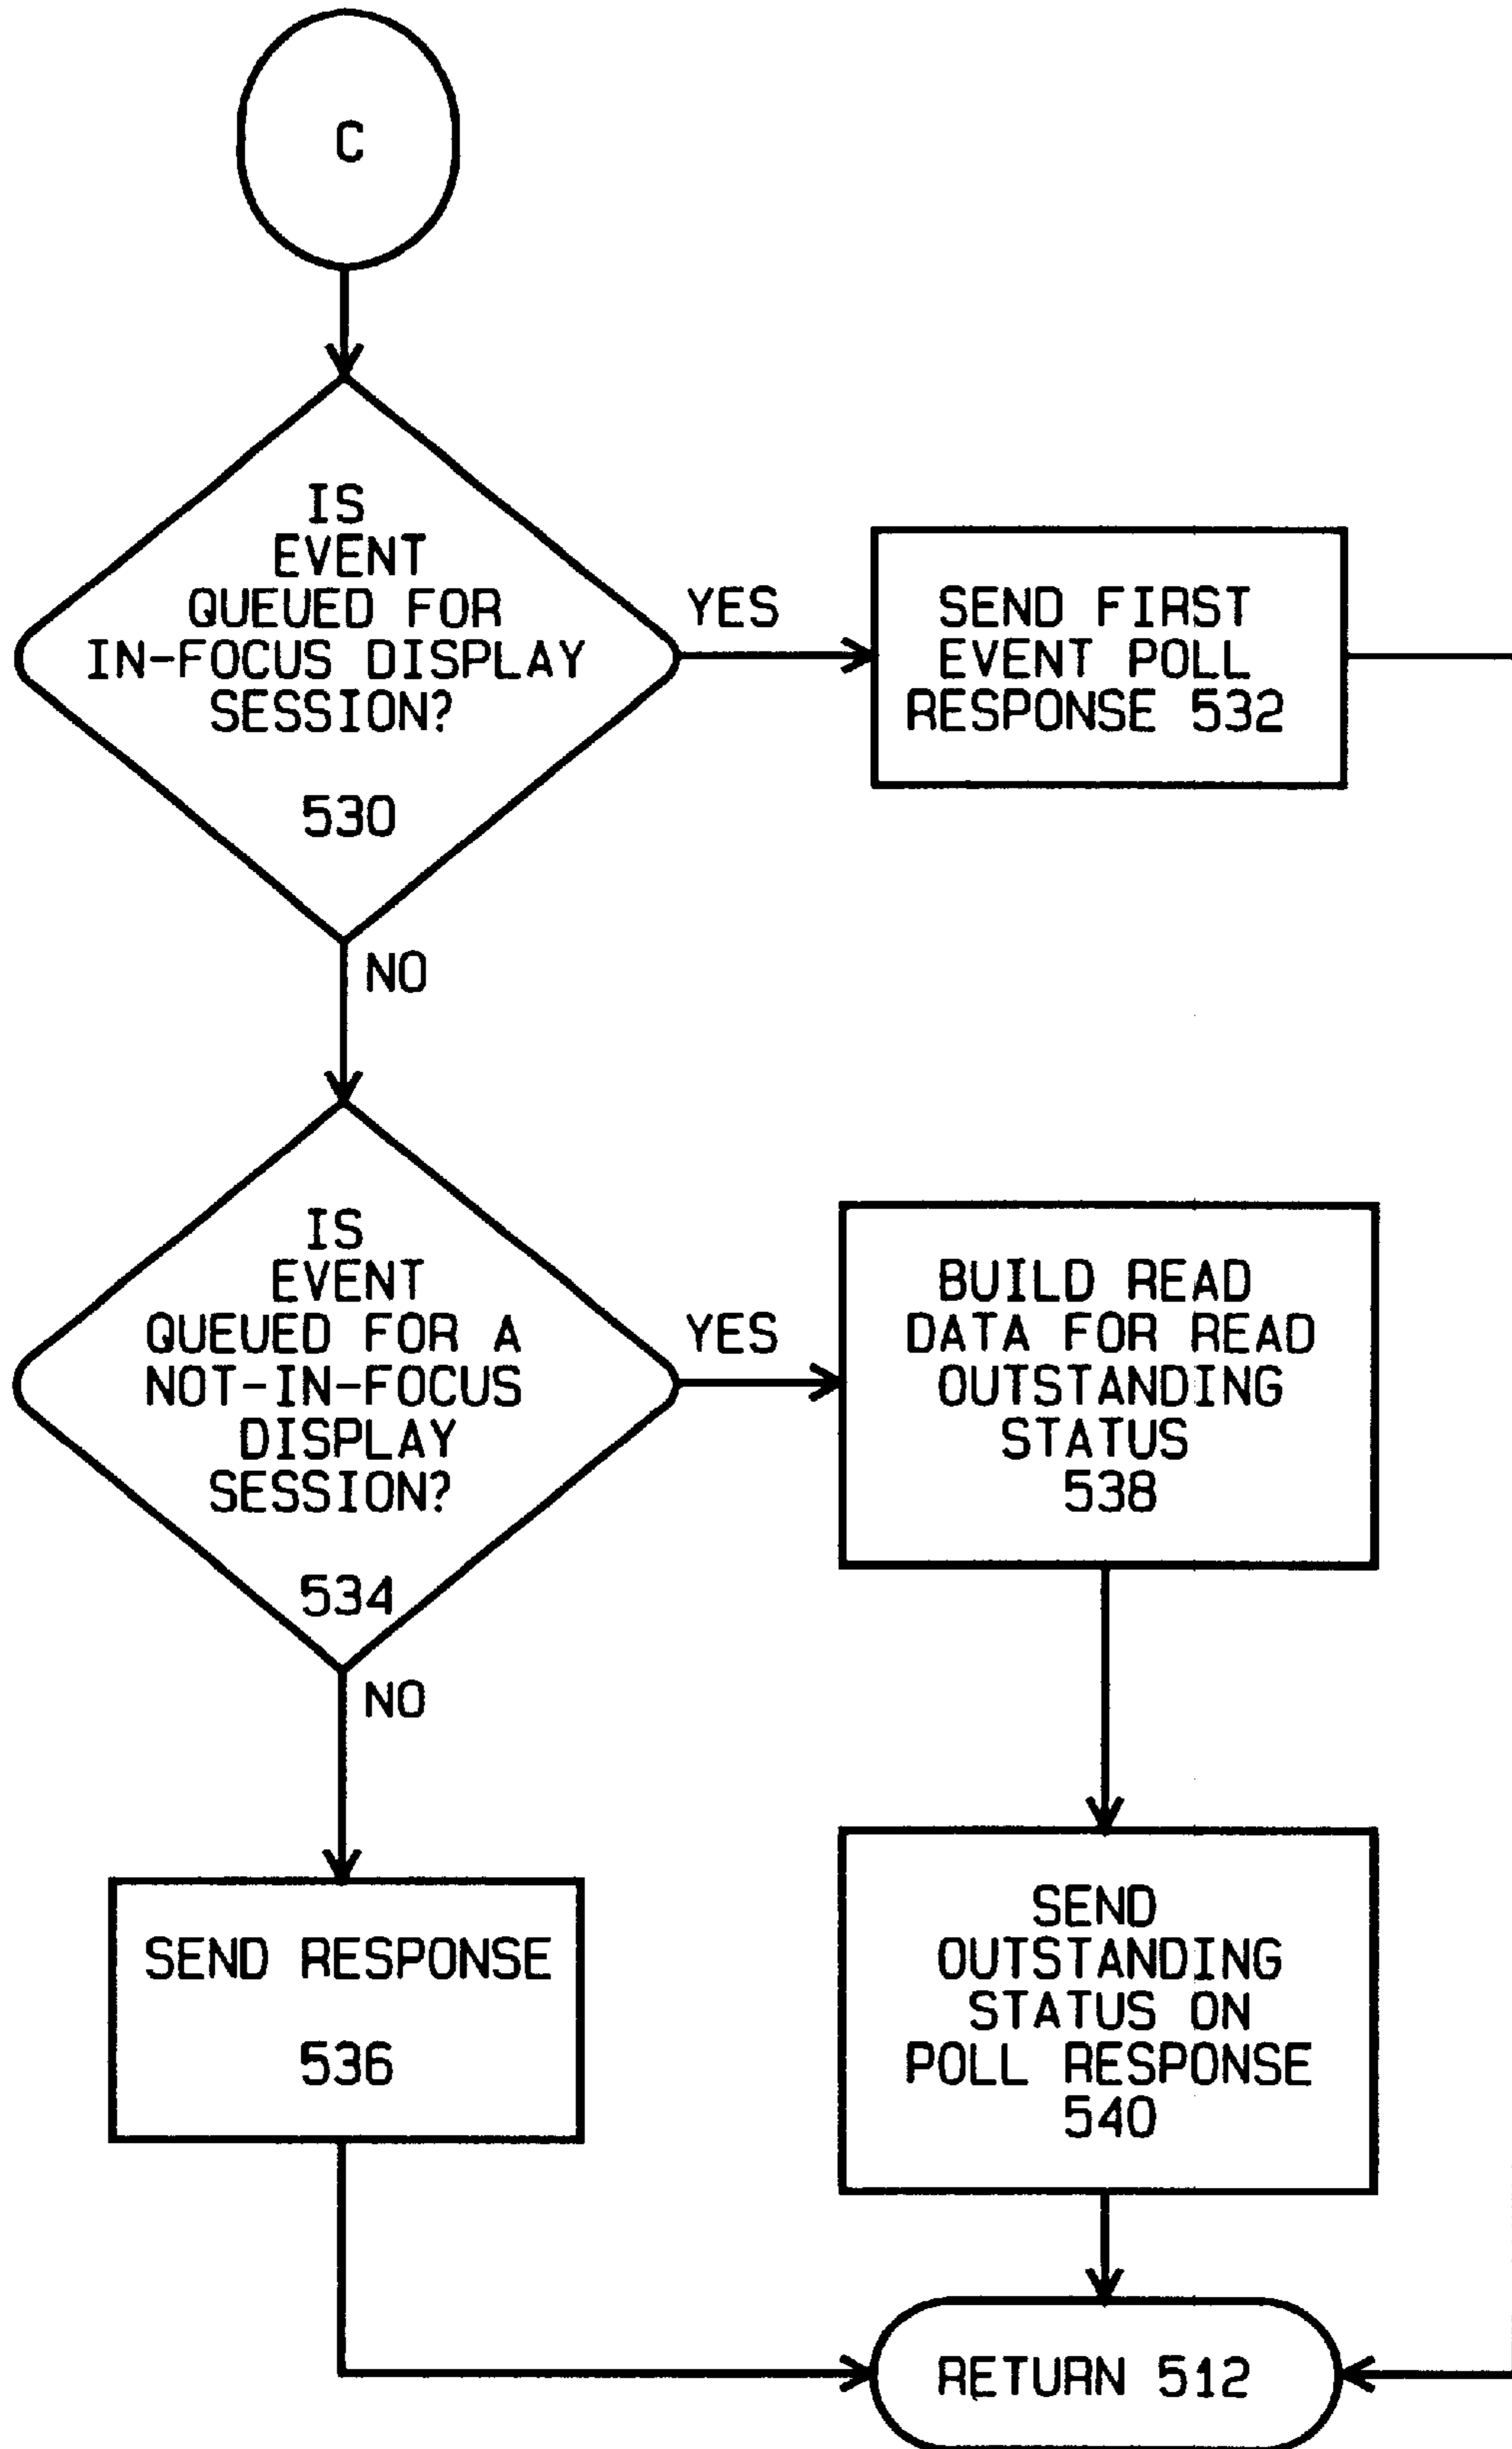 C
IS
EVENT
QUEUED FOR
IN-FOCUS DISPLAY
SESSION?
530
YES
SEND FIRST
EVENT POLL
RESPONSE 532
NO
IS
EVENT
QUEUED FOR A
NOT-IN-FOCUS
DISPLAY
SESSION?
534
YES
BUILD READ
DATA FOR READ
OUTSTANDING
STATUS
538
NO
SEND RESPONSE
536
SEND
OUTSTANDING
STATUS ON
POLL RESPONSE
540
RETURN 512